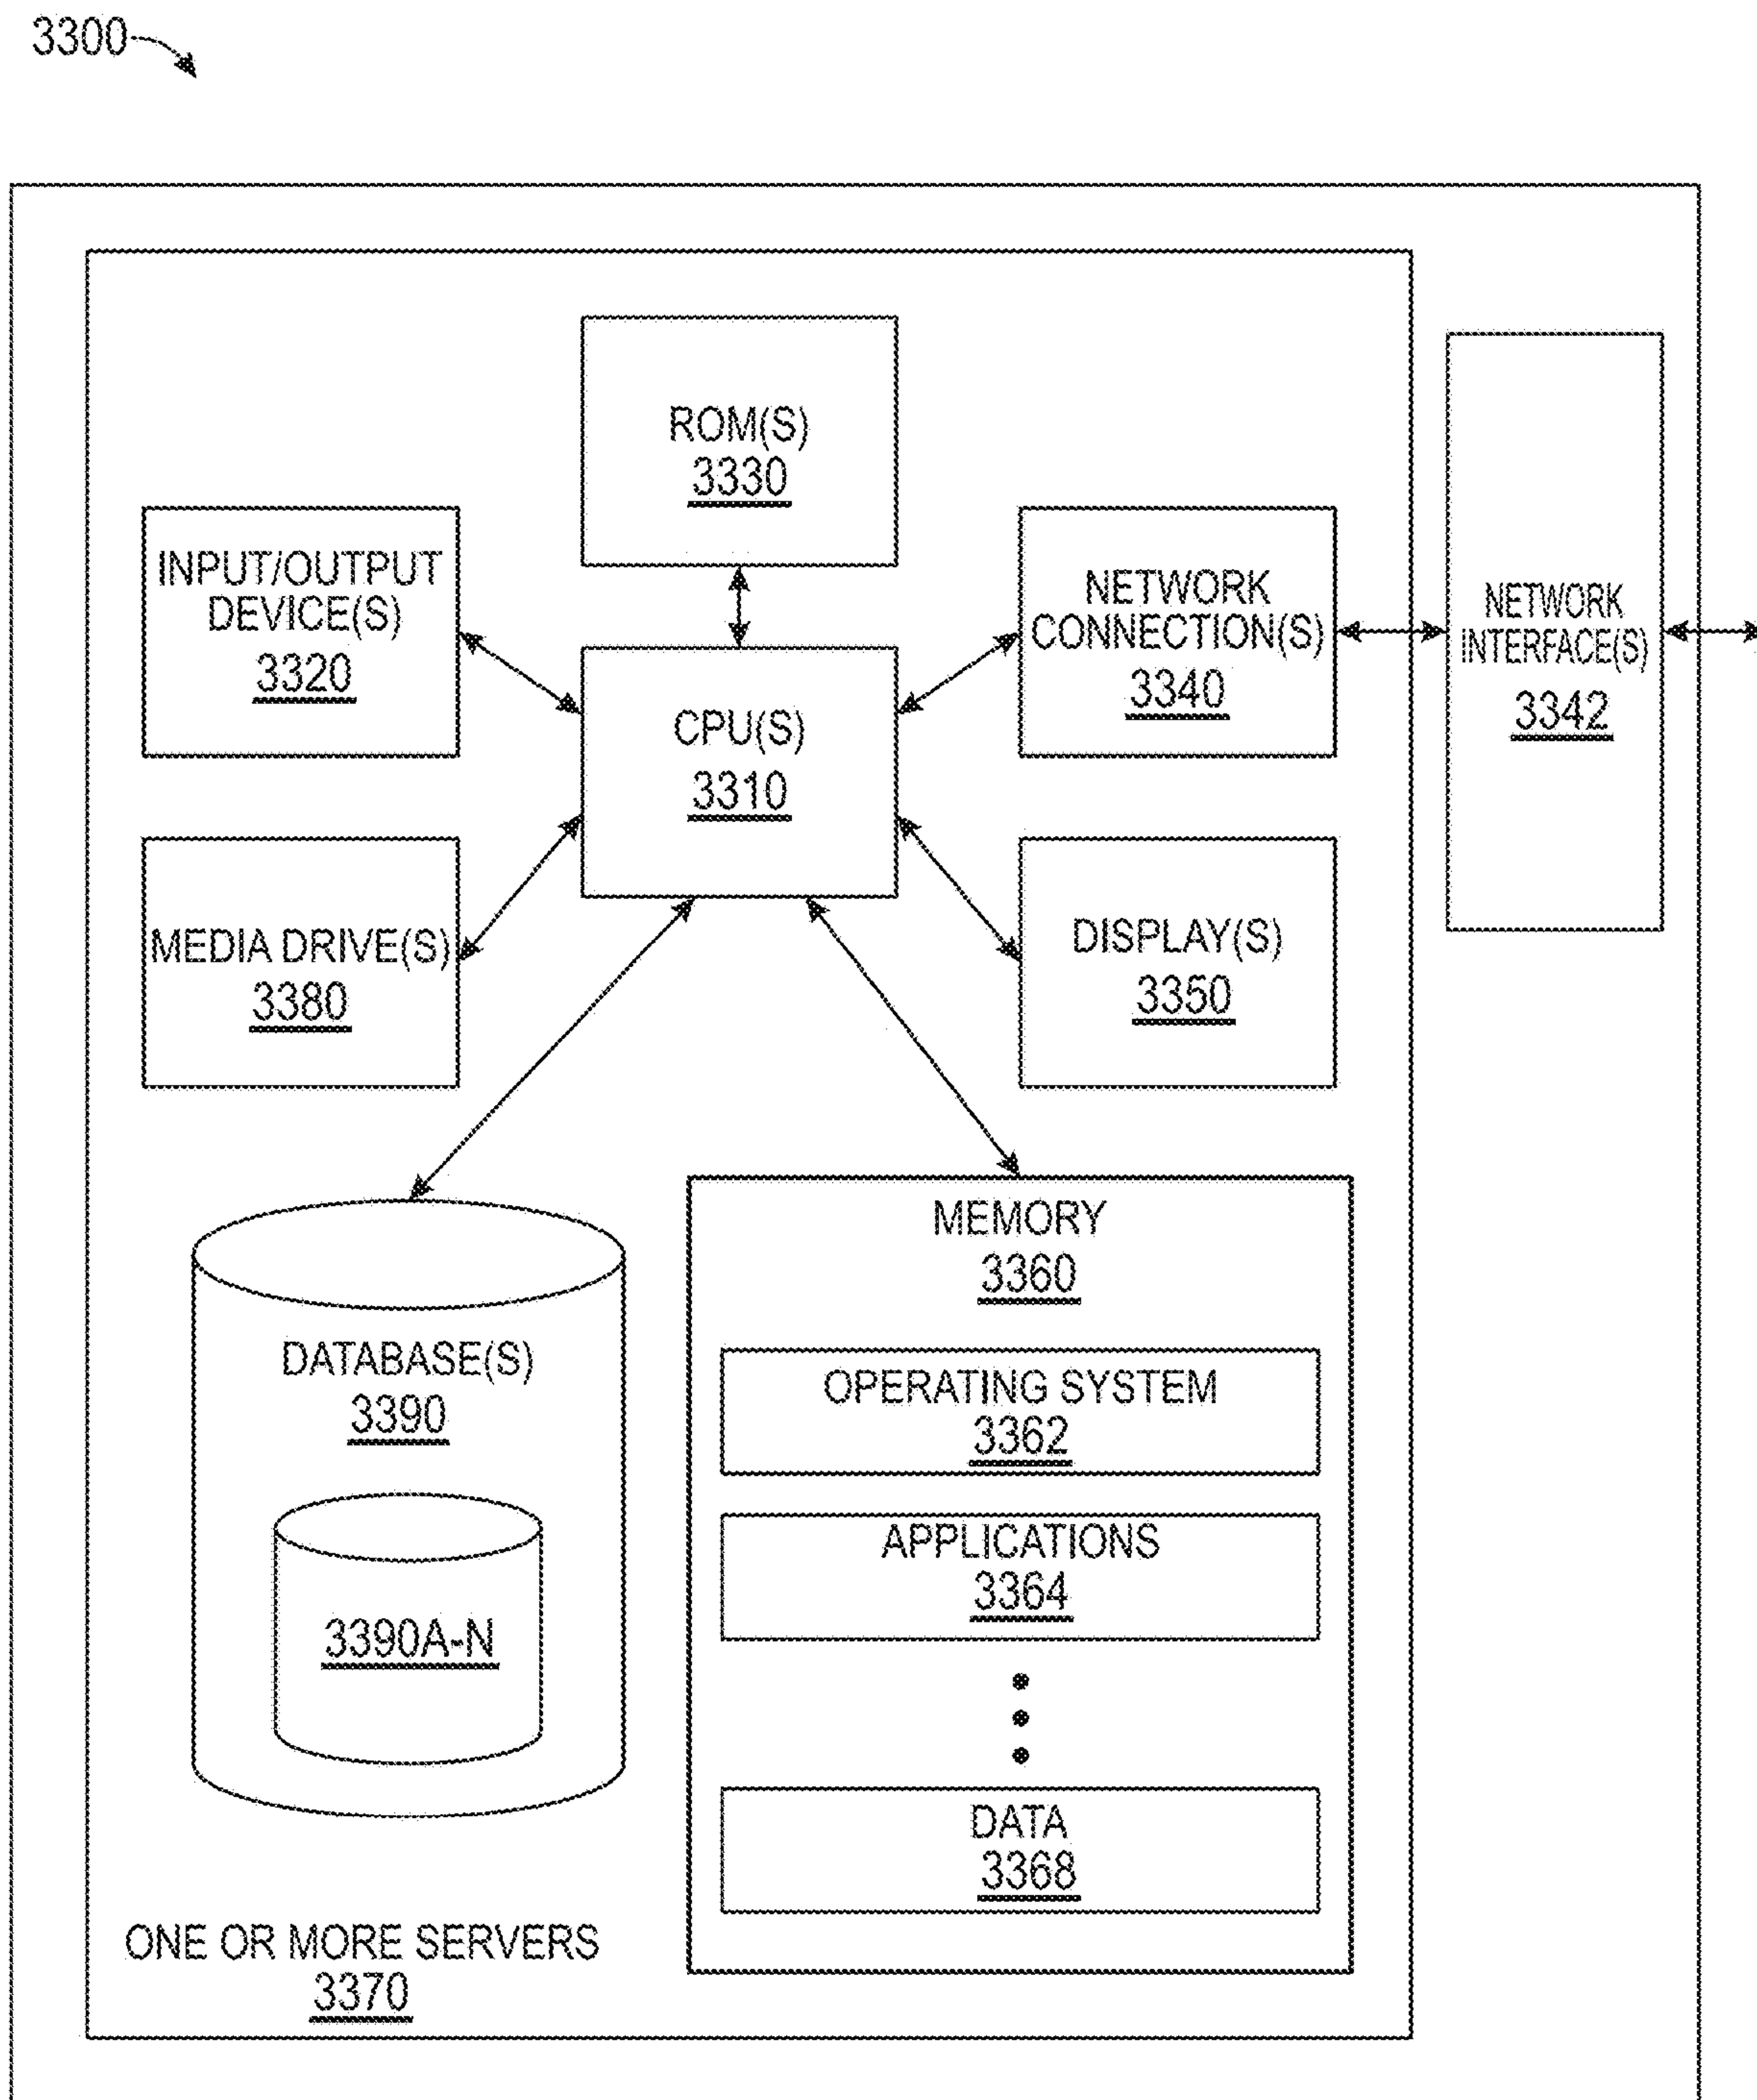 3300
ROM(S)
3330
INPUT/OUTPUT
DEVICE(S)
3320
NETWORK
CONNECTION(S)
3340
NETWORK
INTERFACE(S)
3342
CPU(S)
3310
MEDIA DRIVE(S)
3380
DISPLAY(S)
3350
DATABASE(S)
3390
3390A-N
MEMORY
3360
OPERATING SYSTEM
3362
APPLICATIONS
3364
DATA
3368
ONE OR MORE SERVERS
3370